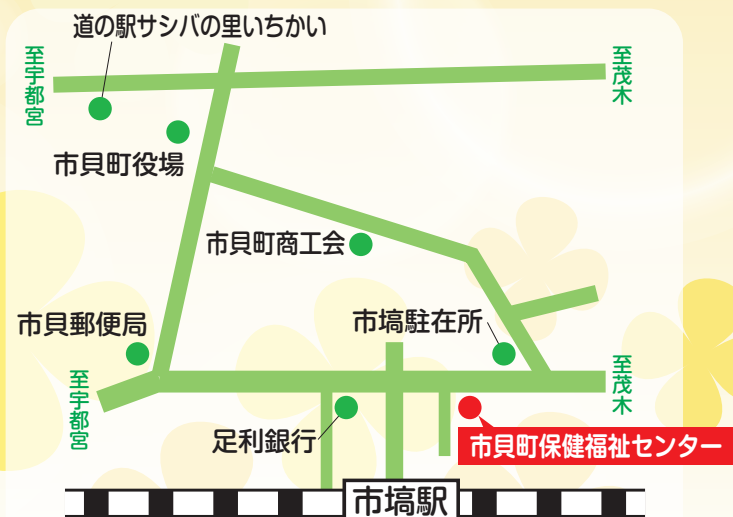 道の駅サシバの里いちかい
至宇都宮
至茂木
市貝町役場
市貝町商工会
市貝郵便局
市塙駐在所
至宇都宮
至茂木
足利銀行
市貝町保健福祉センター
市塙駅